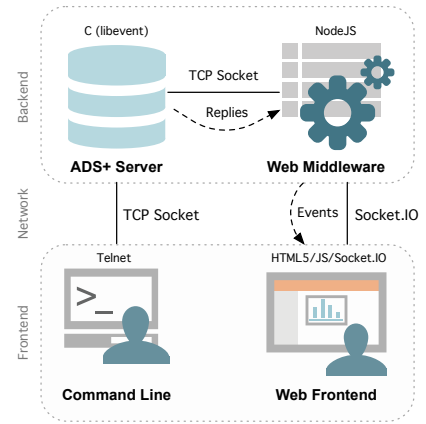 C (libevent)
NodeJS
TCP Socket
Replies
ADS+ Server
Web Middleware
Backend
Network
TCP Socket
Events
Socket.IO
Telnet
HTML5/JS/Socket.IO
>_
Command Line
Web Frontend
Frontend